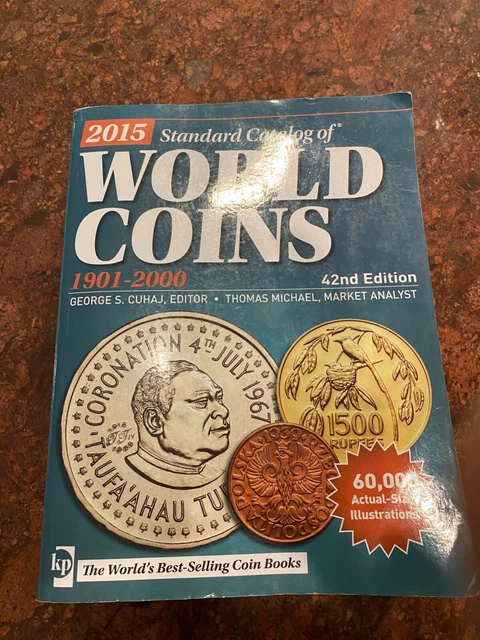 2015 Standard Catalog of®
WORLD
COINS
1901-2000
42nd Edition
GEORGE S. CUHAJ, EDITOR • THOMAS MICHAEL, MARKET ANALYST
CORONATION 4TH JULY 1967
TAUFA'AHAU
1500
RUPEES
60,00
Actual-Size
Illustrations
kp
The World's Best-Selling Coin Books